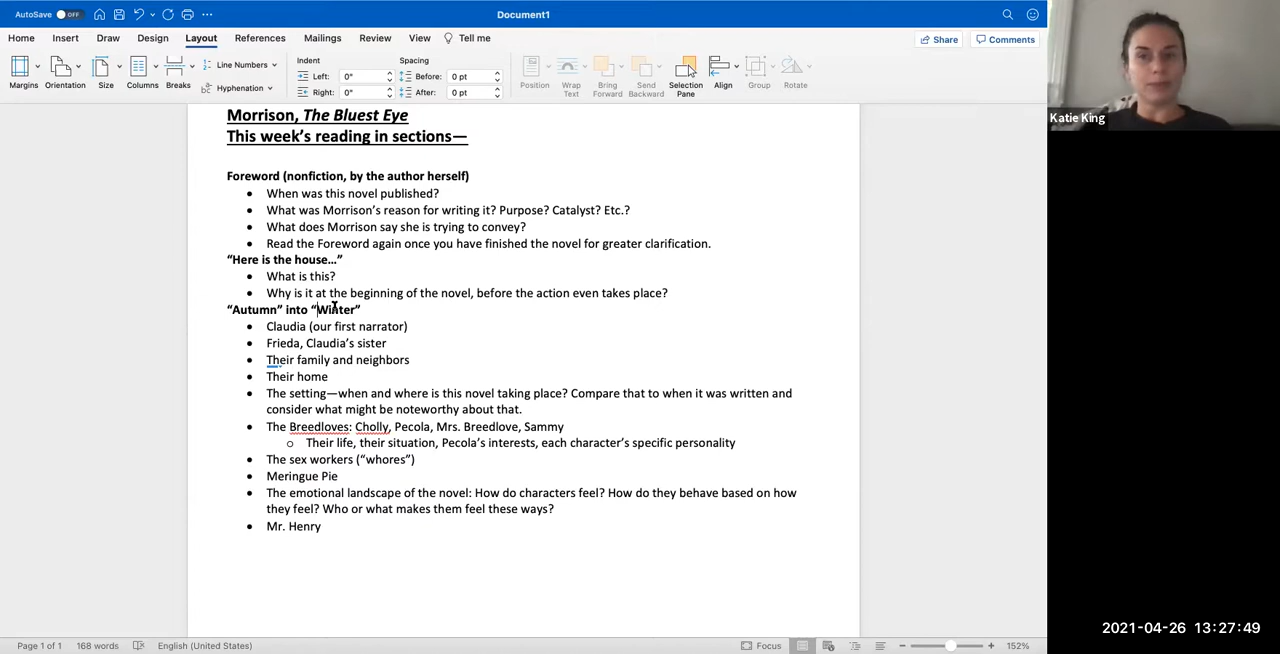 AutoSave OFF
Document1
Home Insert Draw Design Layout References Mailings Review View Tell me
Share Comments
Margins Orientation Size Columns Breaks
Line Numbers
Hyphenation
Indent
Left: 0"
Right: 0"
Spacing
Before: 0 pt
After: 0 pt
Position Wrap Text Bring Forward Send Backward Selection Pane Align Group Rotate
Katie King
Morrison, The Bluest Eye
This week’s reading in sections—
Foreword (nonfiction, by the author herself)
• When was this novel published?
• What was Morrison’s reason for writing it? Purpose? Catalyst? Etc.?
• What does Morrison say she is trying to convey?
• Read the Foreword again once you have finished the novel for greater clarification.
“Here is the house…”
• What is this?
• Why is it at the beginning of the novel, before the action even takes place?
“Autumn” into “Winter”
• Claudia (our first narrator)
• Frieda, Claudia’s sister
• Their family and neighbors
• Their home
• The setting—when and where is this novel taking place? Compare that to when it was written and
consider what might be noteworthy about that.
• The Breedloves: Cholly, Pecola, Mrs. Breedlove, Sammy
o Their life, their situation, Pecola’s interests, each character’s specific personality
• The sex workers (“whores”)
• Meringue Pie
• The emotional landscape of the novel: How do characters feel? How do they behave based on how
they feel? Who or what makes them feel these ways?
• Mr. Henry
2021-04-26 13:27:49
Page 1 of 1 168 words English (United States) Focus 152%